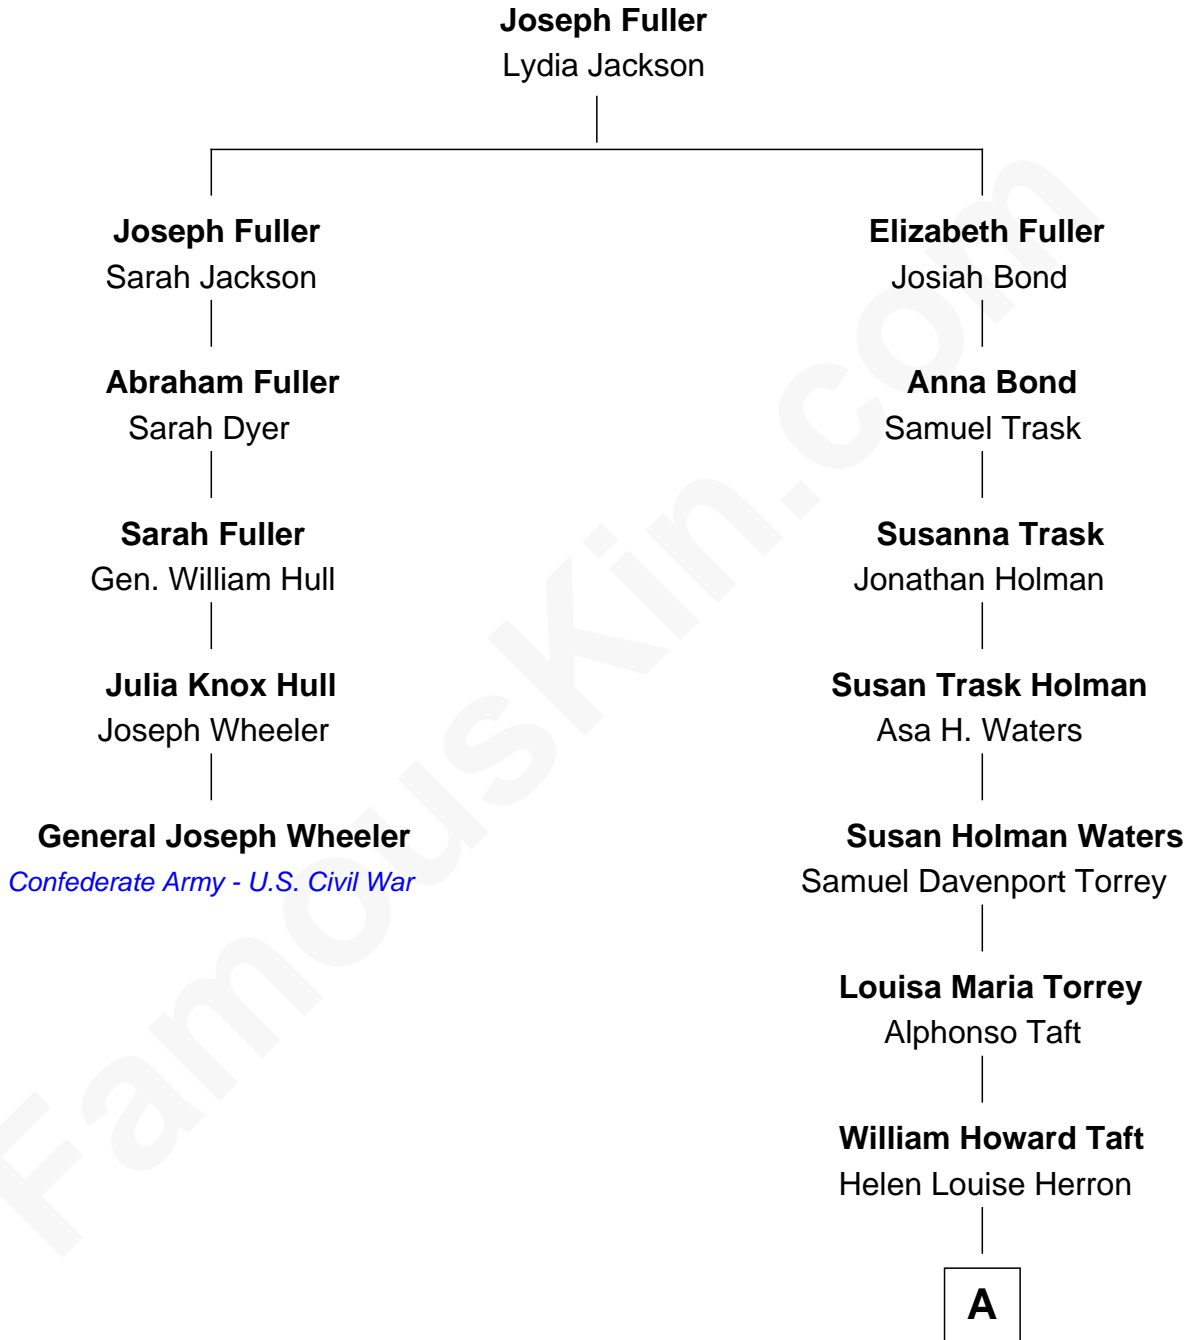 Joseph Fuller
Lydia Jackson
Joseph Fuller
Sarah Jackson
Elizabeth Fuller
Josiah Bond
Abraham Fuller
Sarah Dyer
Anna Bond
Samuel Trask
Sarah Fuller
Gen. William Hull
Susanna Trask
Jonathan Holman
Julia Knox Hull
Joseph Wheeler
Susan Trask Holman
Asa H. Waters
General Joseph Wheeler
Confederate Army - U.S. Civil War
Susan Holman Waters
Samuel Davenport Torrey
Louisa Maria Torrey
Alphonso Taft
William Howard Taft
Helen Louise Herron
A
FamousKin.com